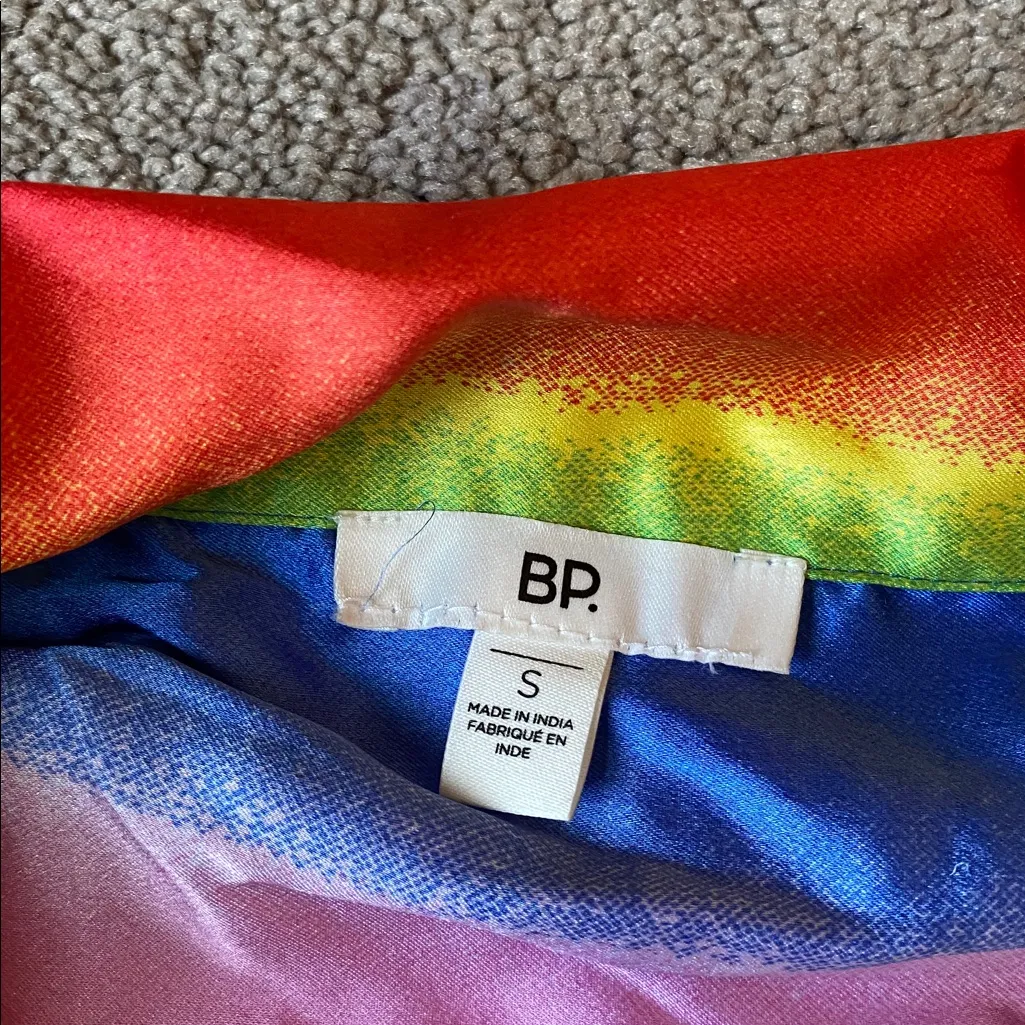 BP.
S
MADE IN INDIA
FABRIQUÉ EN
INDE